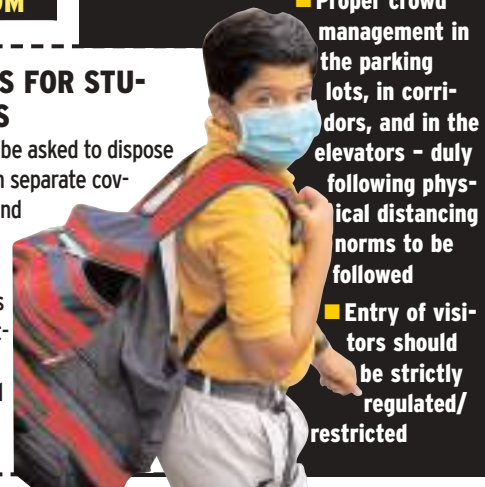 OM
S FOR STU-
S
be asked to dispose
separate cov-
nd
s
Proper crowd
management in
the parking
lots, in corri-
dors, and in the
elevators – duly
following phys-
ical distancing
norms to be
followed
Entry of visi-
tors should
be strictly
regulated/
restricted